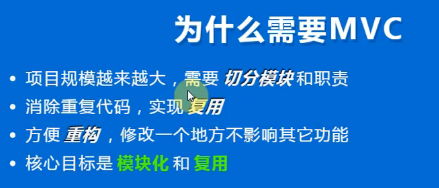 为什么需要MVC
• 项目规模越来越大，需要切分模块和职责
• 消除重复代码，实现复用
• 方便重构，修改一个地方不影响其它功能
• 核心目标是模块化和复用